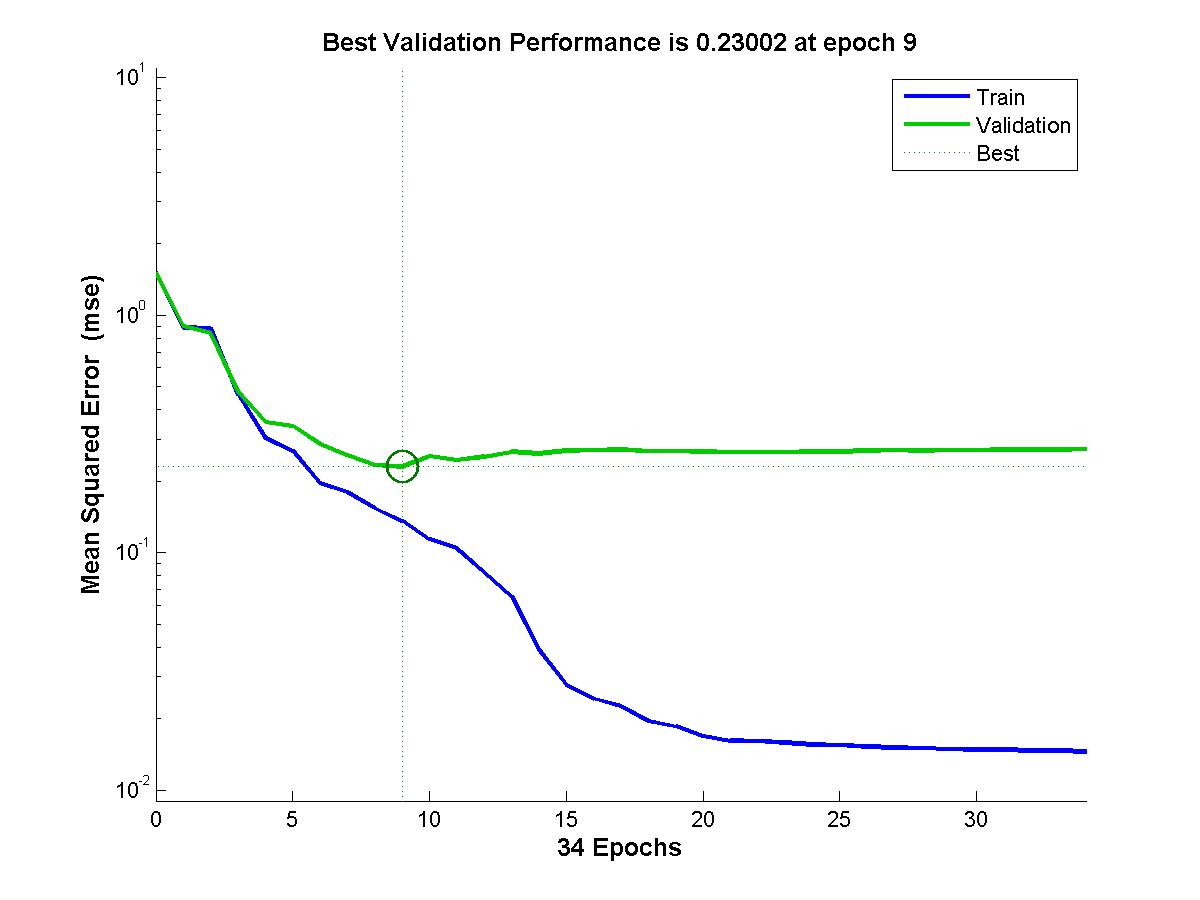 Best Validation Performance is 0.23002 at epoch 9
Train
Validation
Best
Mean Squared Error (mse)
10^1
10^0
10^-1
10^-2
0 5 10 15 20 25 30
34 Epochs